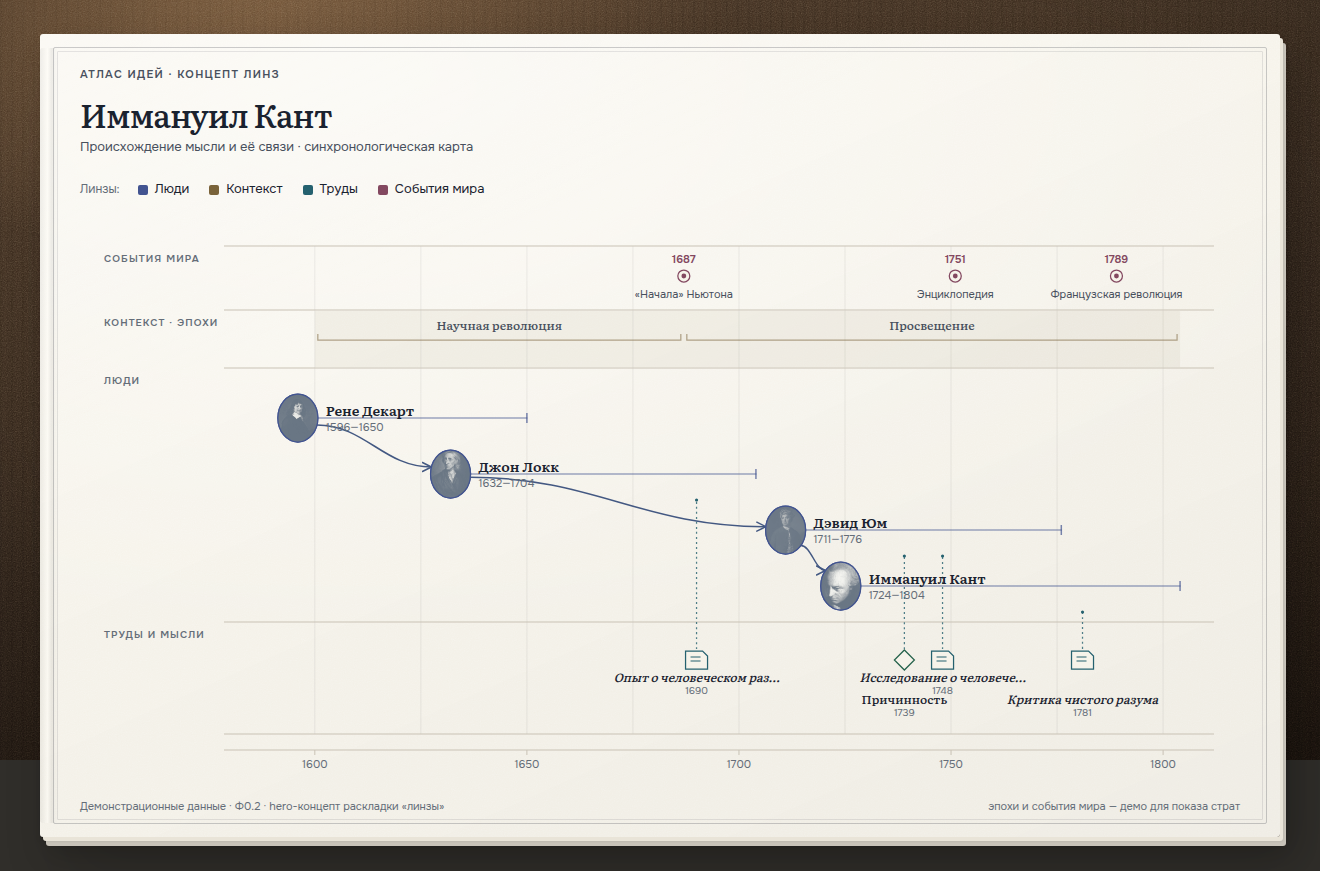 АТЛАС ИДЕЙ · КОНЦЕПТ ЛИНЗ
Иммануил Кант
Происхождение мысли и её связи · синхронологическая карта
Линзы: Люди Контекст Труды События мира
СОБЫТИЯ МИРА
1687 1751 1789
«Начала» Ньютона Энциклопедия Французская революция
КОНТЕКСТ · ЭПОХИ
Научная революция Просвещение
ЛЮДИ
Рене Декарт
1596–1650
Джон Локк
1632–1704
Дэвид Юм
1711–1776
Иммануил Кант
1724–1804
ТРУДЫ И МЫСЛИ
Опыт о человеческом раз… Исследование о человече…
1690 1748
Причинность Критика чистого разума
1739 1781
1600 1650 1700 1750 1800
Демонстрационные данные · Ф0.2 · hero-концепт раскладки «линзы» эпохи и события мира — демо для показа страт